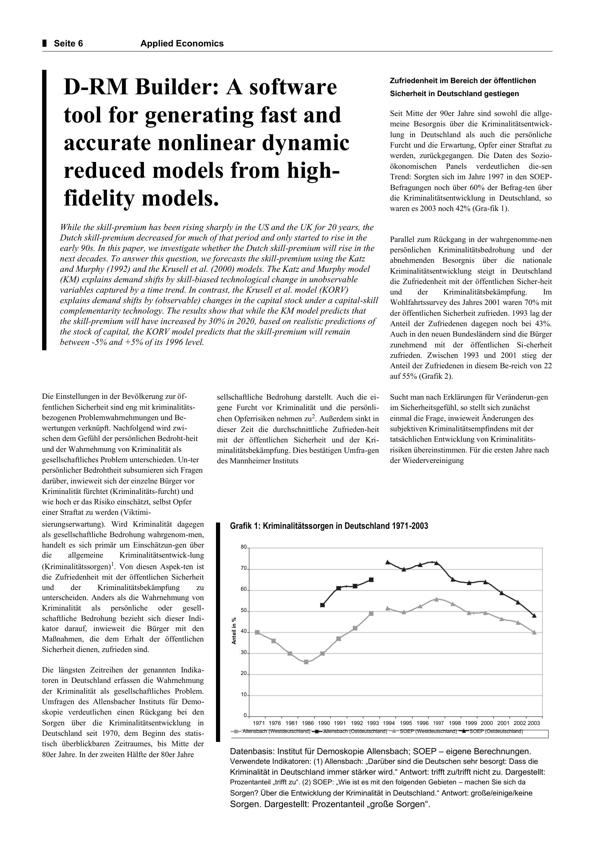 Seite 6
Applied Economics
D-RM Builder: A software
tool for generating fast and
accurate nonlinear dynamic
reduced models from high-
fidelity models.
While the skill-premium has been rising sharply in the US and the UK for 20 years, the
Dutch skill-premium decreased for much of that period and only started to rise in the
early 90s. In this paper, we investigate whether the Dutch skill-premium will rise in the
next decades. To answer this question, we forecasts the skill-premium using the Katz
and Murphy (1992) and the Krusell et al. (2000) models. The Katz and Murphy model
(KM) explains demand shifts by skill-biased technological change in unobservable
variables captured by a time trend. In contrast, the Krusell et al. model (KORV)
explains demand shifts by (observable) changes in the capital stock under a capital-skill
complementarity technology. The results show that while the KM model predicts that
the skill-premium will have increased by 30% in 2020, based on realistic predictions of
the stock of capital, the KORV model predicts that the skill-premium will remain
between -5% and +5% of its 1996 level.
Zufriedenheit im Bereich der öffentlichen
Sicherheit in Deutschland gestiegen
Seit Mitte der 90er Jahre sind sowohl die allge-
meine Besorgnis über die Kriminalitätsentwick-
lung in Deutschland als auch die persönliche
Furcht und die Erwartung, Opfer einer Straftat zu
werden, zurückgegangen. Die Daten des Sozio-
ökonomischen Panels verdeutlichen die-sen
Trend: Sorgten sich im Jahre 1997 in den SOEP-
Befragungen noch über 60% der Befrag-ten über
die Kriminalitätsentwicklung in Deutschland, so
waren es 2003 noch 42% (Gra-fik 1).
Parallel zum Rückgang in der wahrgenomme-nen
persönlichen Kriminalitätsbedrohung und der
abnehmenden Besorgnis über die nationale
Kriminalitätsentwicklung steigt in Deutschland
die Zufriedenheit mit der öffentlichen Sicher-heit
und der Kriminalitätsbekämpfung. Im
Wohlfahrtssurvey des Jahres 2001 waren 70% mit
der öffentlichen Sicherheit zufrieden. 1993 lag der
Anteil der Zufriedenen dagegen noch bei 43%.
Auch in den neuen Bundesländern sind die Bürger
zunehmend mit der öffentlichen Si-cherheit
zufrieden. Zwischen 1993 und 2001 stieg der
Anteil der Zufriedenen in diesem Be-reich von 22
auf 55% (Grafik 2).
Die Einstellungen in der Bevölkerung zur öf-
fentlichen Sicherheit sind eng mit kriminalitäts-
bezogenen Problemwahrnehmungen und Be-
wertungen verknüpft. Nachfolgend wird zwi-
schen dem Gefühl der persönlichen Bedroht-heit
und der Wahrnehmung von Kriminalität als
gesellschaftliches Problem unterschieden. Un-ter
persönlicher Bedrohtheit subsumieren sich Fragen
darüber, inwieweit sich der einzelne Bürger vor
Kriminalität fürchtet (Kriminalitäts-furcht) und
wie hoch er das Risiko einschätzt, selbst Opfer
einer Straftat zu werden (Viktimi-
sierungserwartung). Wird Kriminalität dagegen
als gesellschaftliche Bedrohung wahrgenom-men,
handelt es sich primär um Einschätzun-gen über
die allgemeine Kriminalitätsentwick-lung
(Kriminalitätssorgen)1. Von diesen Aspek-ten ist
die Zufriedenheit mit der öffentlichen Sicherheit
und der Kriminalitätsbekämpfung zu
unterscheiden. Anders als die Wahrnehmung von
Kriminalität als persönliche oder gesell-
schaftliche Bedrohung bezieht sich dieser Indi-
kator darauf, inwieweit die Bürger mit den
Maßnahmen, die dem Erhalt der öffentlichen
Sicherheit dienen, zufrieden sind.
Die längsten Zeitreihen der genannten Indika-
toren in Deutschland erfassen die Wahrnehmung
der Kriminalität als gesellschaftliches Problem.
Umfragen des Allensbacher Instituts für Demo-
skopie verdeutlichen einen Rückgang bei den
Sorgen über die Kriminalitätsentwicklung in
Deutschland seit 1970, dem Beginn des statis-
tisch überblickbaren Zeitraumes, bis Mitte der
80er Jahre. In der zweiten Hälfte der 80er Jahre
sellschaftliche Bedrohung darstellt. Auch die ei-
gene Furcht vor Kriminalität und die persönli-
chen Opferrisiken nehmen zu2. Außerdem sinkt in
dieser Zeit die durchschnittliche Zufrieden-heit
mit der öffentlichen Sicherheit und der Kri-
minalitätsbekämpfung. Dies bestätigen Umfra-gen
des Mannheimer Instituts
Sucht man nach Erklärungen für Veränderun-gen
im Sicherheitsgefühl, so stellt sich zunächst
einmal die Frage, inwieweit Änderungen des
subjektiven Kriminalitätsempfindens mit der
tatsächlichen Entwicklung von Kriminalitäts-
risiken übereinstimmen. Für die ersten Jahre nach
der Wiedervereinigung
Grafik 1: Kriminalitätssorgen in Deutschland 1971-2003
80
70
60
50
40
30
20
10
0
Anteil in %
1971 1976 1981 1986 1990 1991 1992 1993 1994 1995 1996 1997 1998 1999 2000 2001 2002 2003
Allensbach (Westdeutschland) Allensbach (Ostdeutschland) SOEP (Westdeutschland) SOEP (Ostdeutschland)
Datenbasis: Institut für Demoskopie Allensbach; SOEP – eigene Berechnungen.
Verwendete Indikatoren: (1) Allensbach: „Darüber sind die Deutschen sehr besorgt: Dass die
Kriminalität in Deutschland immer stärker wird.“ Antwort: trifft zu/trifft nicht zu. Dargestellt:
Prozentanteil „trifft zu“. (2) SOEP: „Wie ist es mit den folgenden Gebieten – machen Sie sich da
Sorgen? Über die Entwicklung der Kriminalität in Deutschland.“ Antwort: große/einige/keine
Sorgen. Dargestellt: Prozentanteil „große Sorgen“.